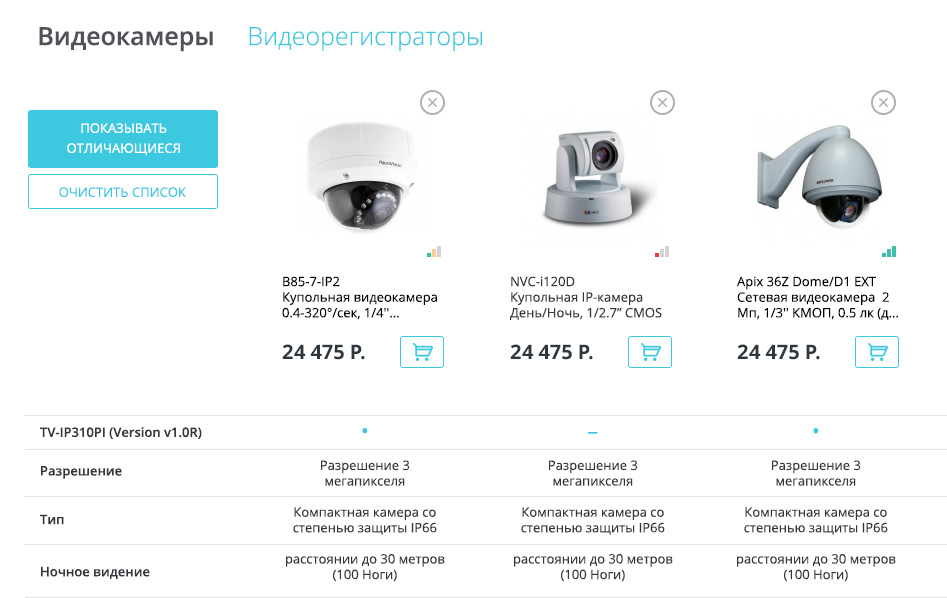 Видеокамеры
Видеорегистраторы
ПОКАЗЫВАТЬ
ОТЛИЧАЮЩИЕСЯ
ОЧИСТИТЬ СПИСОК
B85-7-IP2
Купольная видеокамера
0.4-320°/сек, 1/4''...
24 475 Р.
NVC-i120D
Купольная IP-камера
День/Ночь, 1/2.7” CMOS
24 475 Р.
Apix 36Z Dome/D1 EXT
Сетевая видеокамера 2
Мп, 1/3'' КМОП, 0.5 лк (д...
24 475 Р.
TV-IP310PI (Version v1.0R)
• – •
Разрешение
Разрешение 3
мегапикселя
Разрешение 3
мегапикселя
Разрешение 3
мегапикселя
Тип
Компактная камера со
степенью защиты IP66
Компактная камера со
степенью защиты IP66
Компактная камера со
степенью защиты IP66
Ночное видение
расстоянии до 30 метров
(100 Ноги)
расстоянии до 30 метров
(100 Ноги)
расстоянии до 30 метров
(100 Ноги)